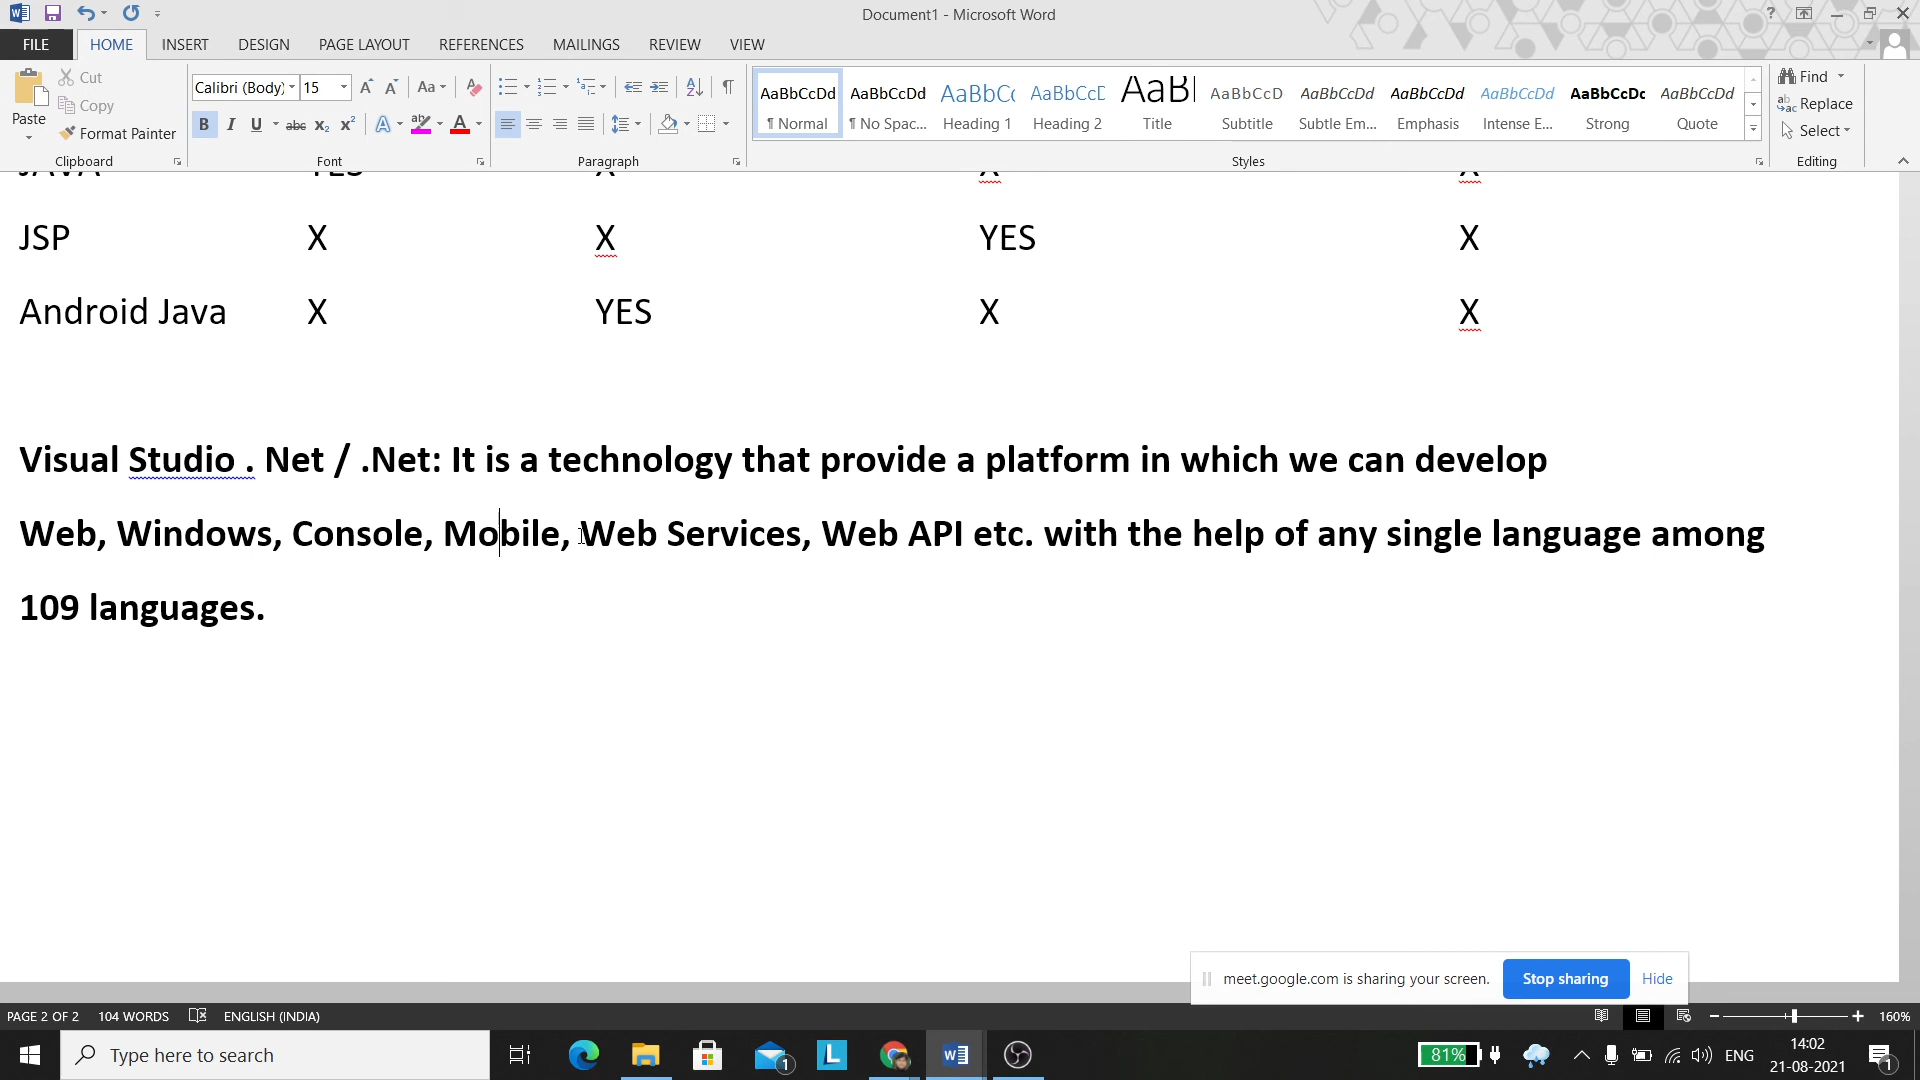 Document1 - Microsoft Word
FILE HOME INSERT DESIGN PAGE LAYOUT REFERENCES MAILINGS REVIEW VIEW
Paste
Cut
Copy
Format Painter
Clipboard
Calibri (Body) 15
Font
Paragraph
AaBbCcDd AaBbCcDd AaBbC AaBbCcD AaB AaBbCcD AaBbCcDd AaBbCcDd AaBbCcDd AaBbCcDc AaBbCcDd
¶ Normal ¶ No Spac... Heading 1 Heading 2 Title Subtitle Subtle Em... Emphasis Intense E... Strong Quote
Styles
Find
Replace
Select
Editing
JAVA YES X X X
JSP X X YES X
Android Java X YES X X
Visual Studio . Net / .Net: It is a technology that provide a platform in which we can develop
Web, Windows, Console, Mobile, Web Services, Web API etc. with the help of any single language among
109 languages.
meet.google.com is sharing your screen. Stop sharing Hide
PAGE 2 OF 2 104 WORDS ENGLISH (INDIA) 160%
Type here to search
81%
ENG
14:02
21-08-2021